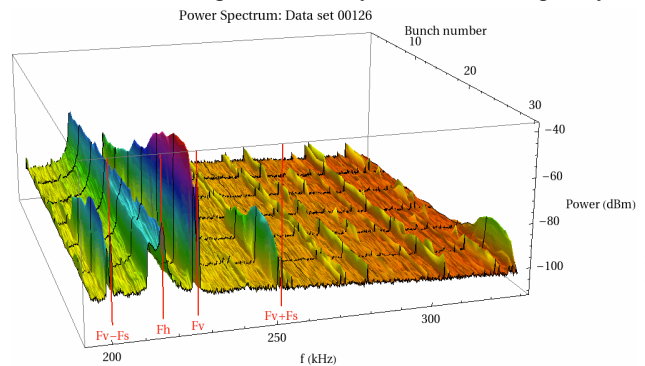 Power Spectrum: Data set 00126
Bunch number
10
20
30
−40
−60
Power (dBm)
−80
−100
Fv−Fs
Fh
Fv
Fv+Fs
200
250
300
f (kHz)